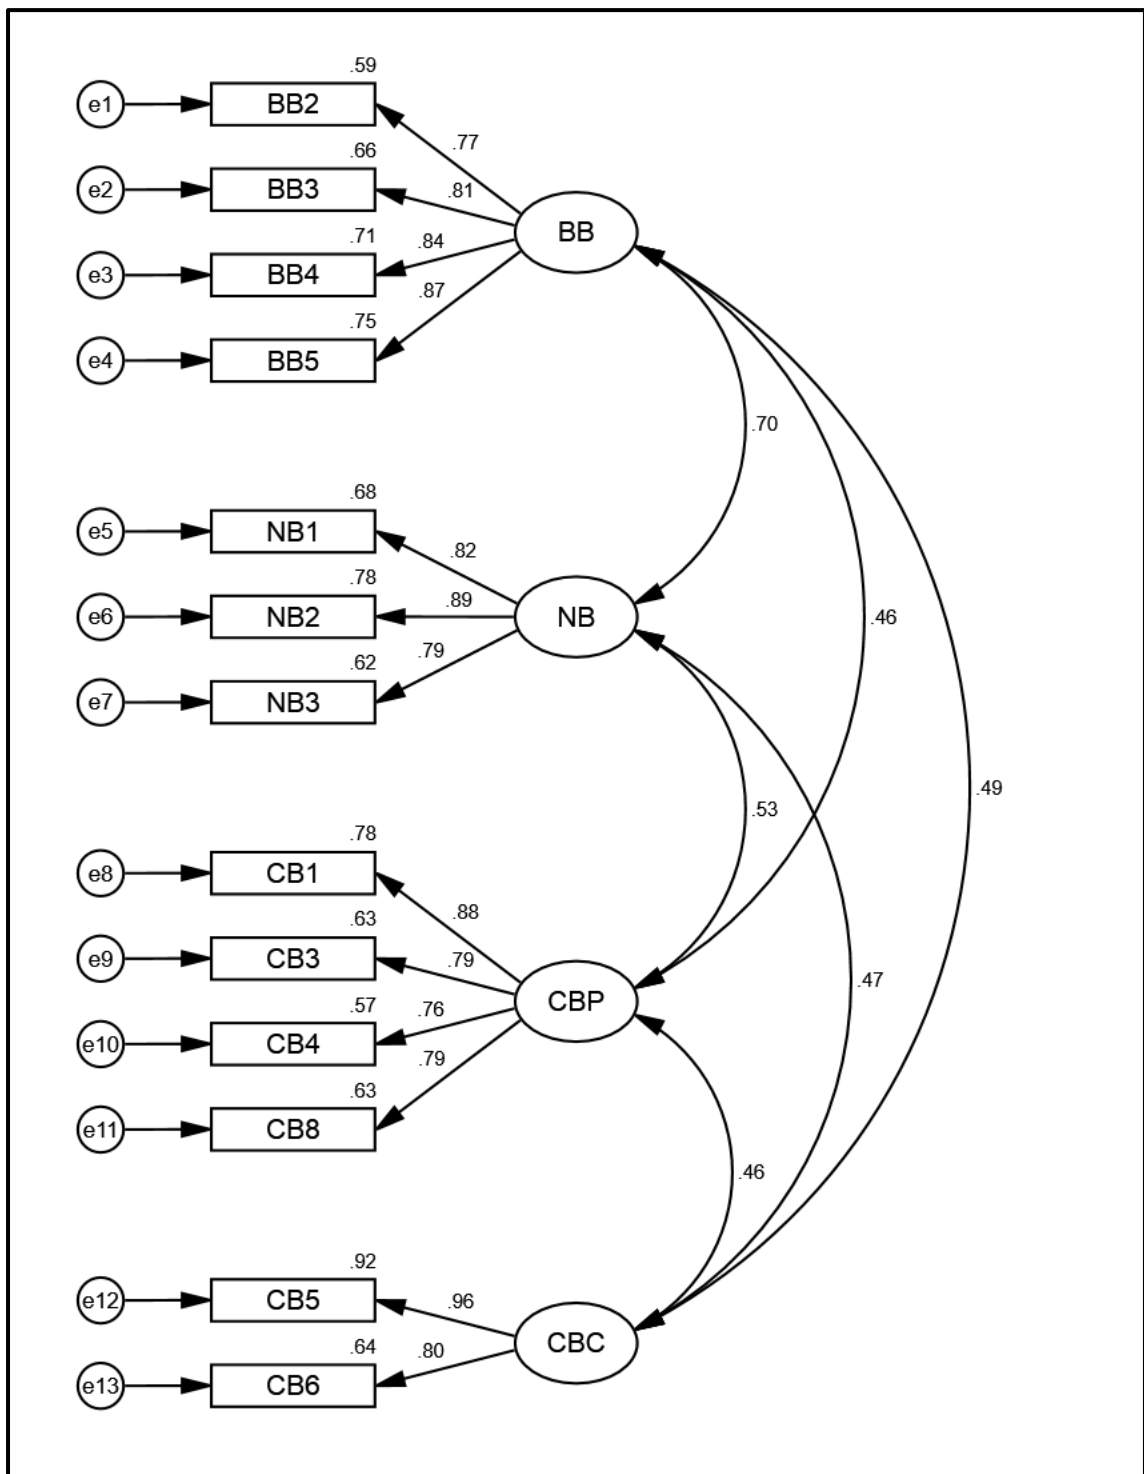 .59
e1 BB2
.77
.66
e2 BB3 .81
BB
.71
e3 BB4 .84
.87
.75
e4 BB5
.70
.68
e5 NB1
.82
.78
e6 NB2 .89 NB .46
.79
.62
e7 NB3
.49
.53
.78
e8 CB1
.88
.63
e9 CB3 .79
.47
CBP
.57
e10 CB4 .76
.79
.63
e11 CB8
.46
.92
e12 CB5 .96
CBC
.64 .80
e13 CB6